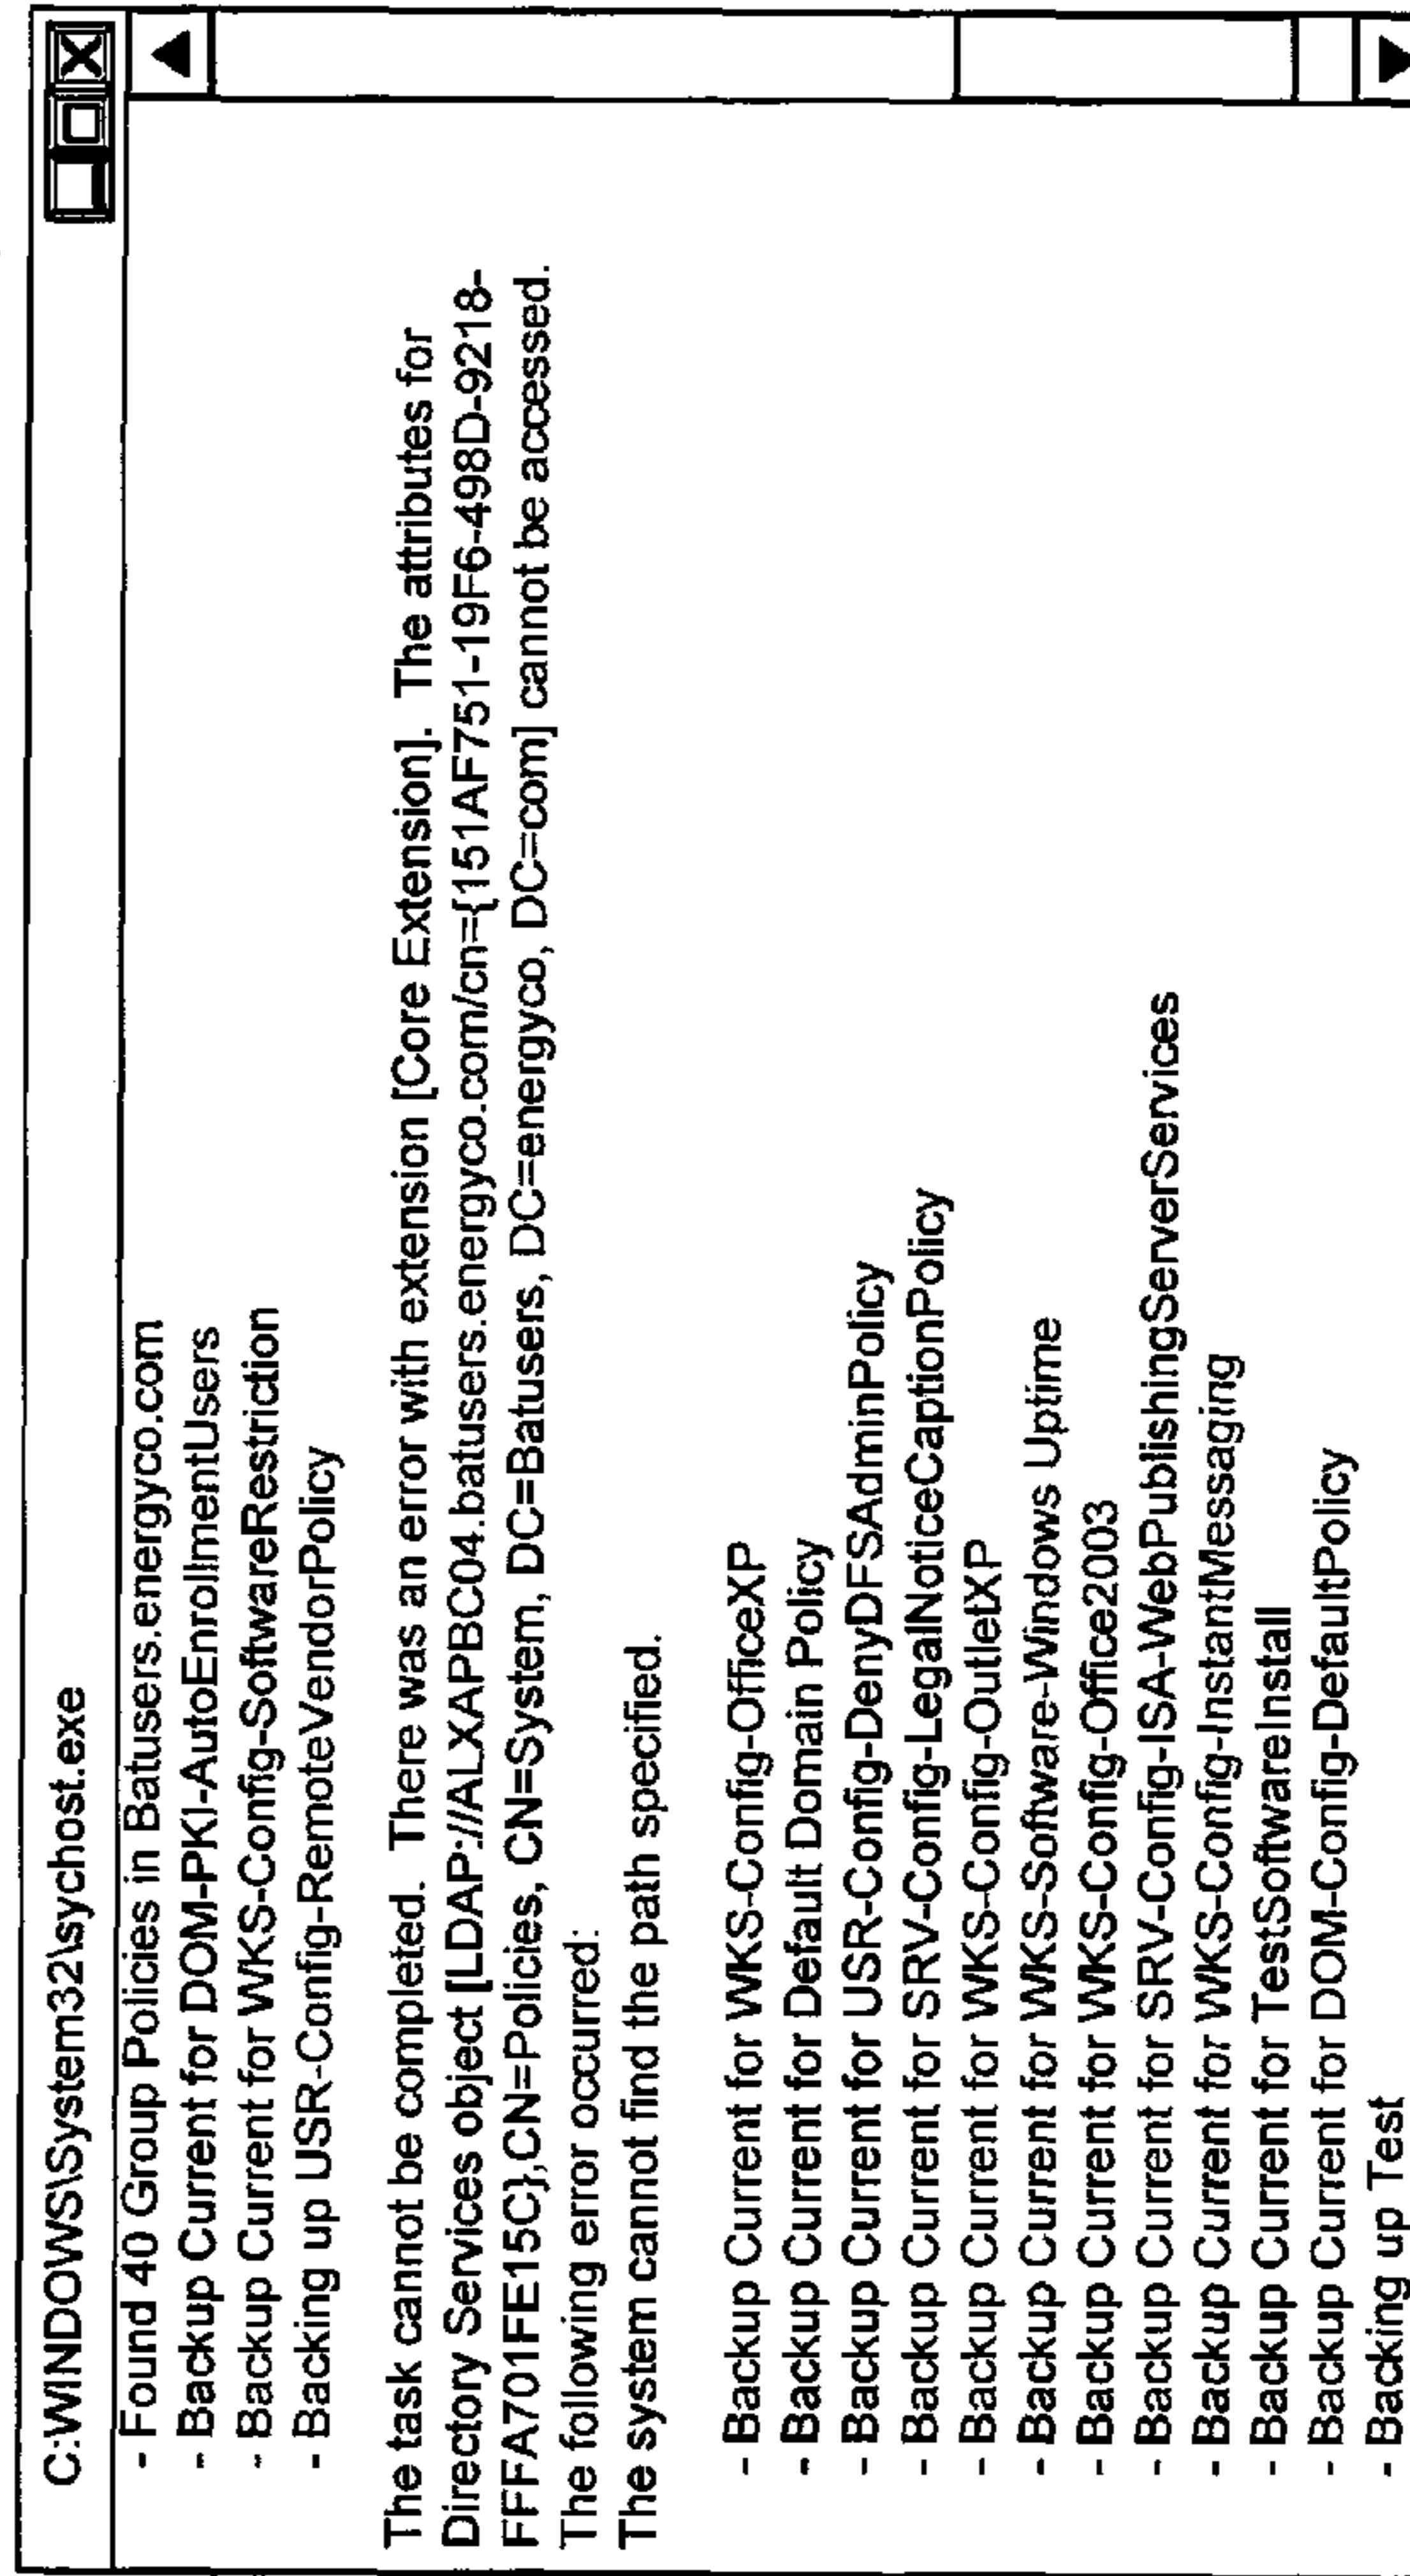 C:WINDOWS\System32\sychost.exe
- Found 40 Group Policies in Batusers.energyco.com
- Backup Current for DOM-PKI-AutoEnrollmentUsers
- Backup Current for WKS-Config-SoftwareRestriction
- Backing up USR-Config-RemoteVendorPolicy
The task cannot be completed. There was an error with extension [Core Extension]. The attributes for
Directory Services object [LDAP://ALXAPBC04.batusers.energyco.com/cn={151AF751-19F6-498D-9218-
FFFA701FE15C},CN=Policies, CN=System, DC=Batusers, DC=energyco, DC=com] cannot be accessed.
The following error occurred:
The system cannot find the path specified.
- Backup Current for WKS-Config-OfficeXP
- Backup Current for Default Domain Policy
- Backup Current for USR-Config-DenyDFSAdminPolicy
- Backup Current for SRV-Config-LegalNoticeCaptionPolicy
- Backup Current for WKS-Config-OutletXP
- Backup Current for WKS-Software-Windows Uptime
- Backup Current for WKS-Config-Office2003
- Backup Current for SRV-Config-ISA-WebPublishingServerServices
- Backup Current for WKS-Config-InstantMessaging
- Backup Current for TestSoftwareInstall
- Backup Current for DOM-Config-DefaultPolicy
- Backing up Test